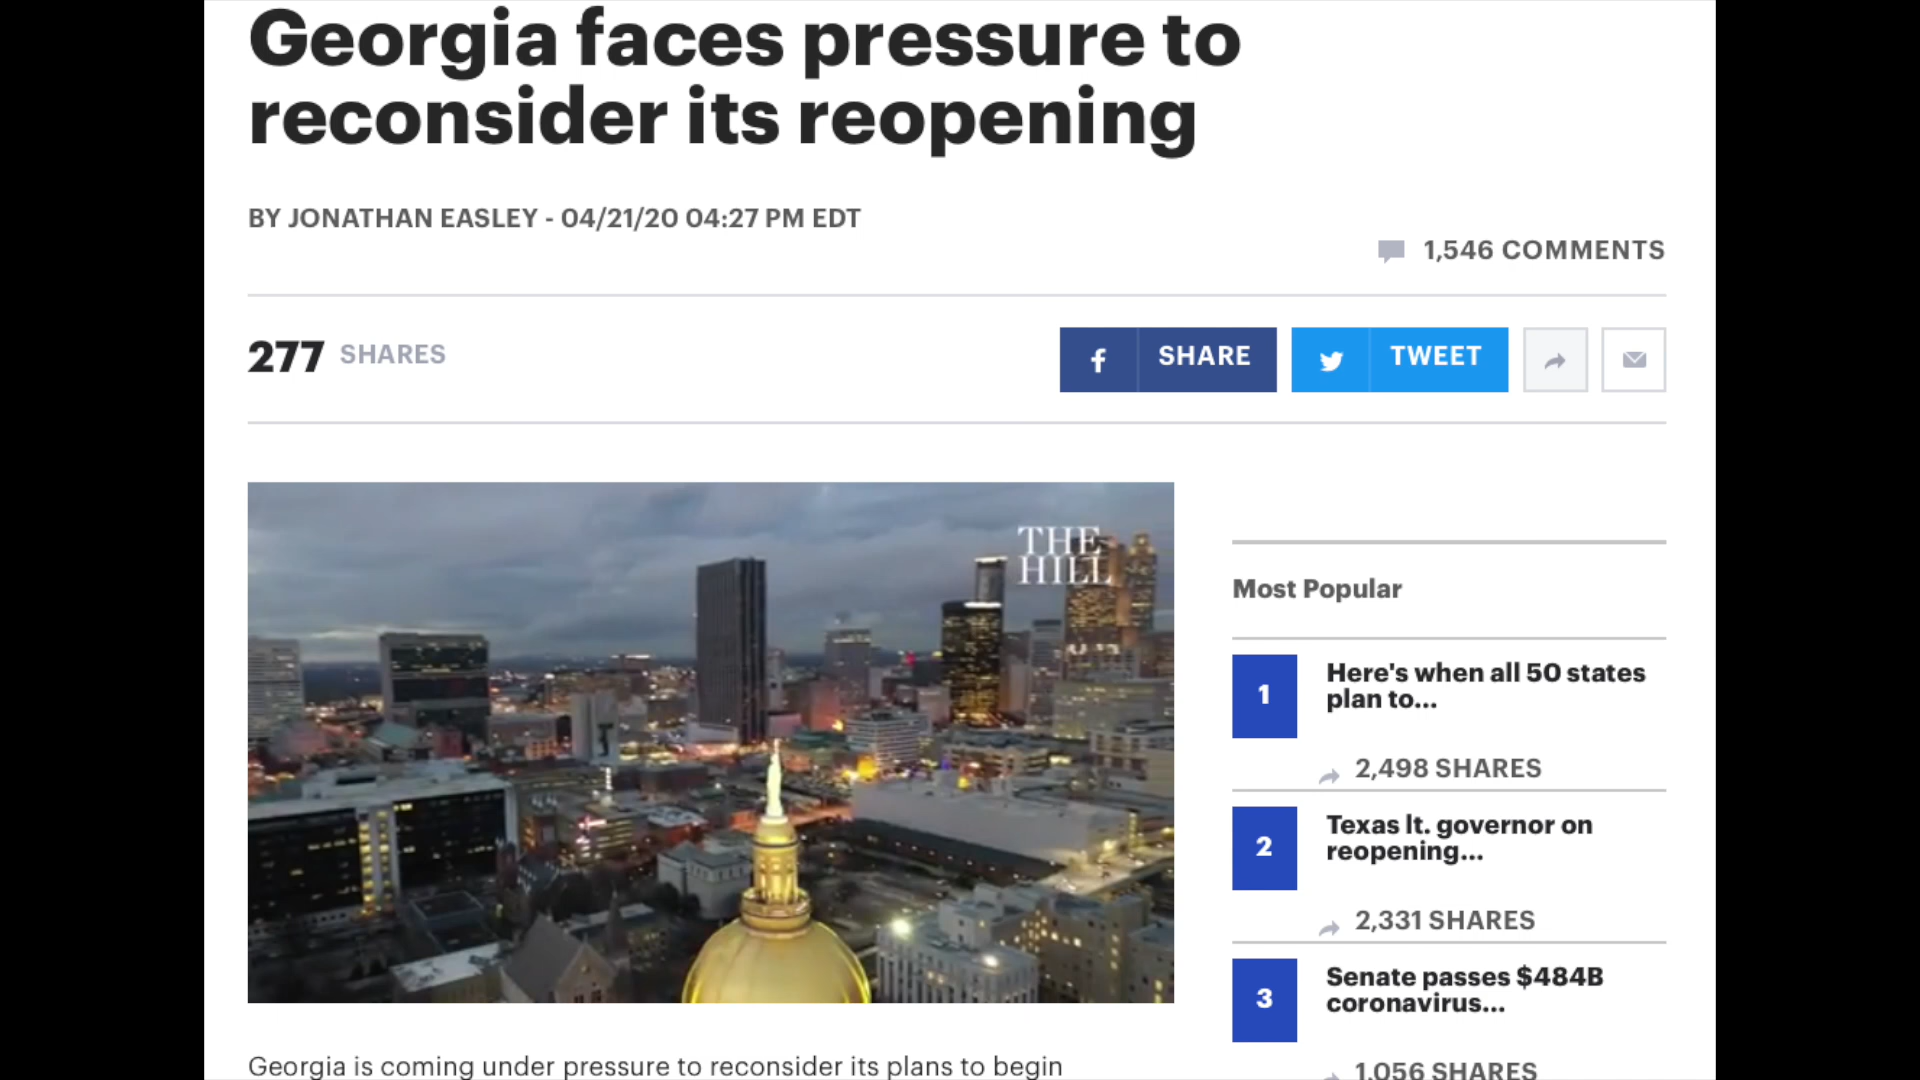 Georgia faces pressure to
reconsider its reopening
BY JONATHAN EASLEY - 04/21/20 04:27 PM EDT
1,546 COMMENTS
277 SHARES
f SHARE
TWEET
THE
HILL
Most Popular
1
Here's when all 50 states
plan to...
2,498 SHARES
2
Texas lt. governor on
reopening...
2,331 SHARES
3
Senate passes $484B
coronavirus...
1,056 SHARES
Georgia is coming under pressure to reconsider its plans to begin